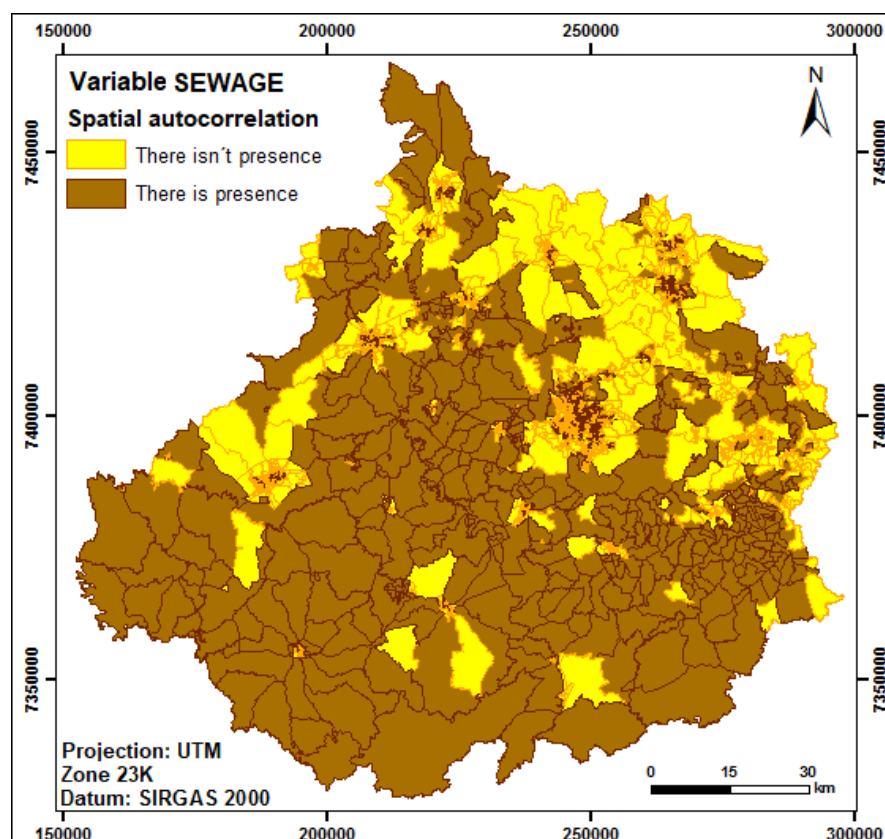 150000 200000 250000 300000
Variable SEWAGE
Spatial autocorrelation
There isn´t presence
There is presence
N
7450000 7450000
7400000 7400000
7350000 7350000
Projection: UTM
Zone 23K
Datum: SIRGAS 2000
0 15 30
km
150000 200000 250000 300000